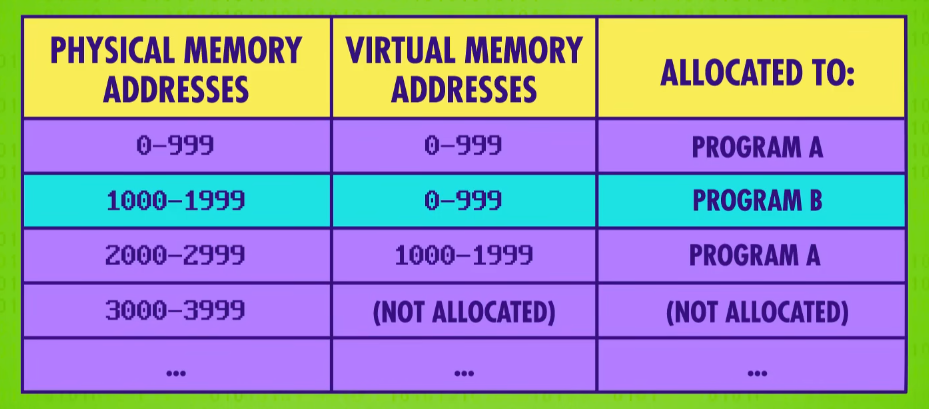 PHYSICAL MEMORY ADDRESSES
VIRTUAL MEMORY ADDRESSES
ALLOCATED TO:
0-999
0-999
PROGRAM A
1000-1999
0-999
PROGRAM B
2000-2999
1000-1999
PROGRAM A
3000-3999
(NOT ALLOCATED)
(NOT ALLOCATED)
...
...
...